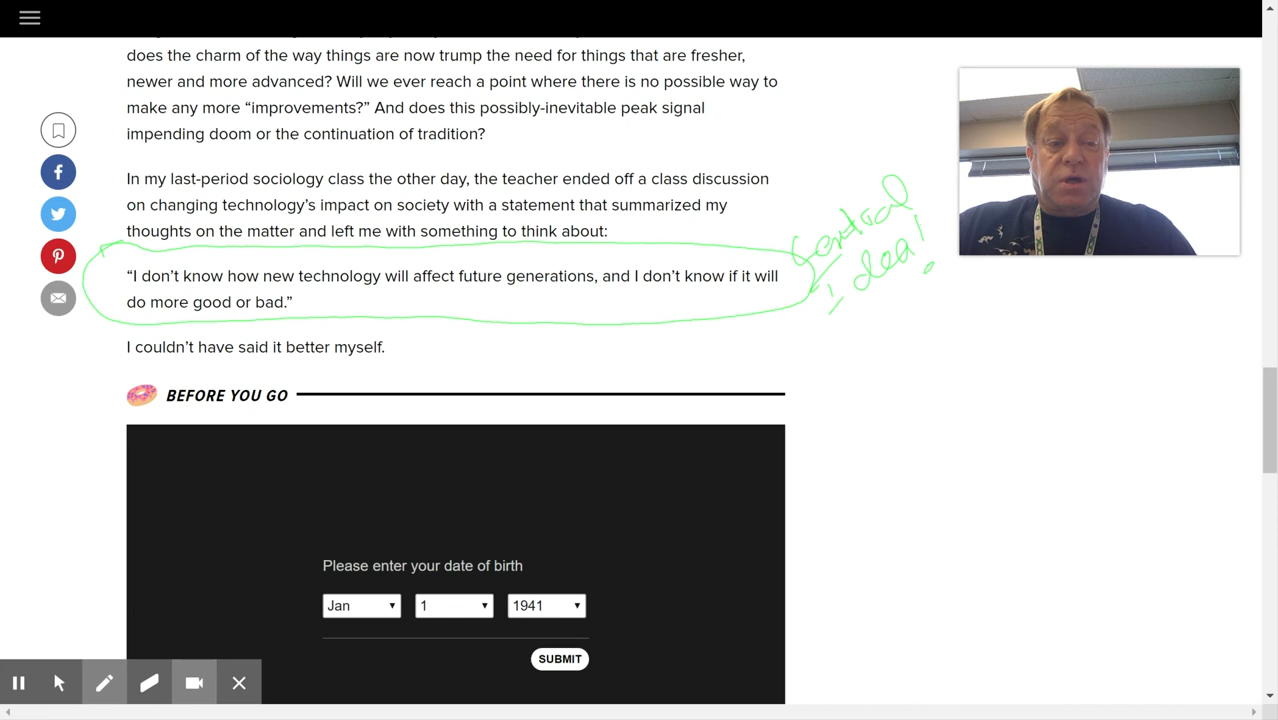 does the charm of the way things are now trump the need for things that are fresher,
newer and more advanced? Will we ever reach a point where there is no possible way to
make any more “improvements?” And does this possibly-inevitable peak signal
impending doom or the continuation of tradition?
In my last-period sociology class the other day, the teacher ended off a class discussion
on changing technology’s impact on society with a statement that summarized my
thoughts on the matter and left me with something to think about:
“I don’t know how new technology will affect future generations, and I don’t know if it will
do more good or bad.”
Central
idea!
I couldn’t have said it better myself.
BEFORE YOU GO
Please enter your date of birth
Jan 1 1941
SUBMIT